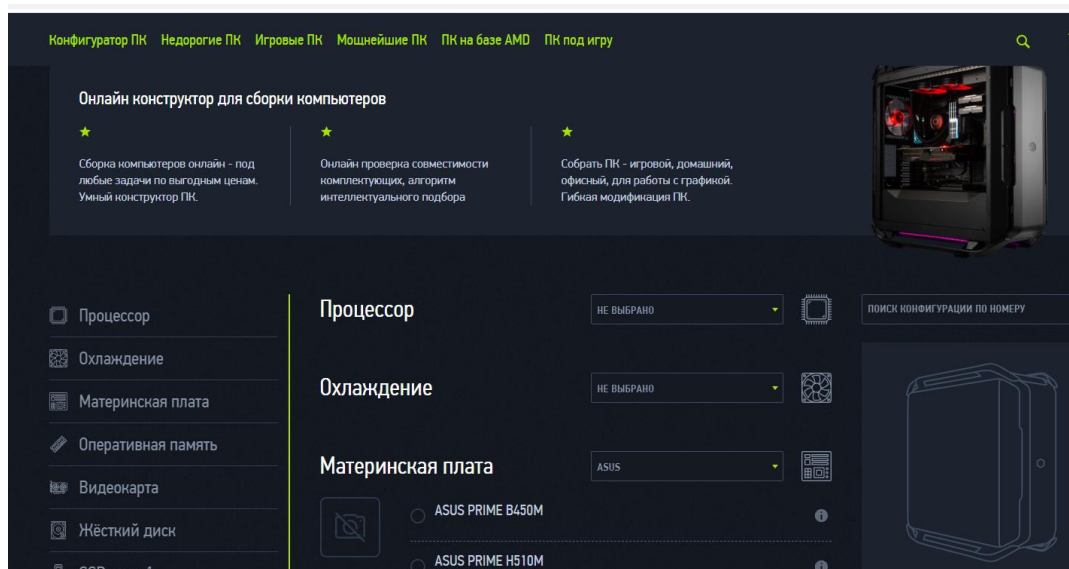 Конфигуратор ПК Недорогие ПК Игровые ПК Мощнейшие ПК ПК на базе AMD ПК под игру
Онлайн конструктор для сборки компьютеров
Сборка компьютеров онлайн - под
любые задачи по выгодным ценам.
Умный конструктор ПК.
Онлайн проверка совместимости
комплектующих, алгоритм
интеллектуального подбора
Собрать ПК - игровой, домашний,
офисный, для работы с графикой.
Гибкая модификация ПК.
Процессор
Охлаждение
Материнская плата
Оперативная память
Видеокарта
Жёсткий диск
Процессор
НЕ ВЫБРАНО
Охлаждение
НЕ ВЫБРАНО
Материнская плата
ASUS
ASUS PRIME B450M
ASUS PRIME H510M
ПОИСК КОНФИГУРАЦИИ ПО НОМЕРУ